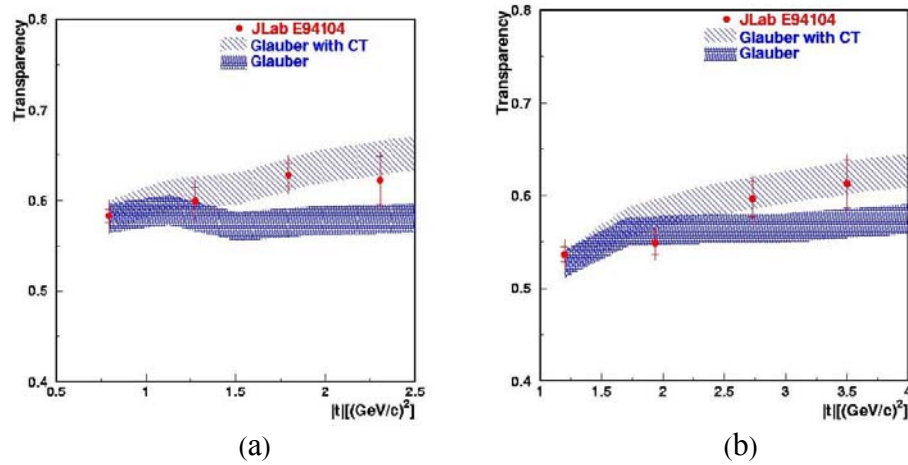 Transparency
0.8
0.7
0.6
0.5
0.4
JLab E94104
Glauber with CT
Glauber
0.5
1
1.5
2
2.5
|t|[(GeV/c)²]
(a)
Transparency
0.8
0.7
0.6
0.5
0.4
JLab E94104
Glauber with CT
Glauber
1
1.5
2
2.5
3
3.5
4
|t|[(GeV/c)²]
(b)